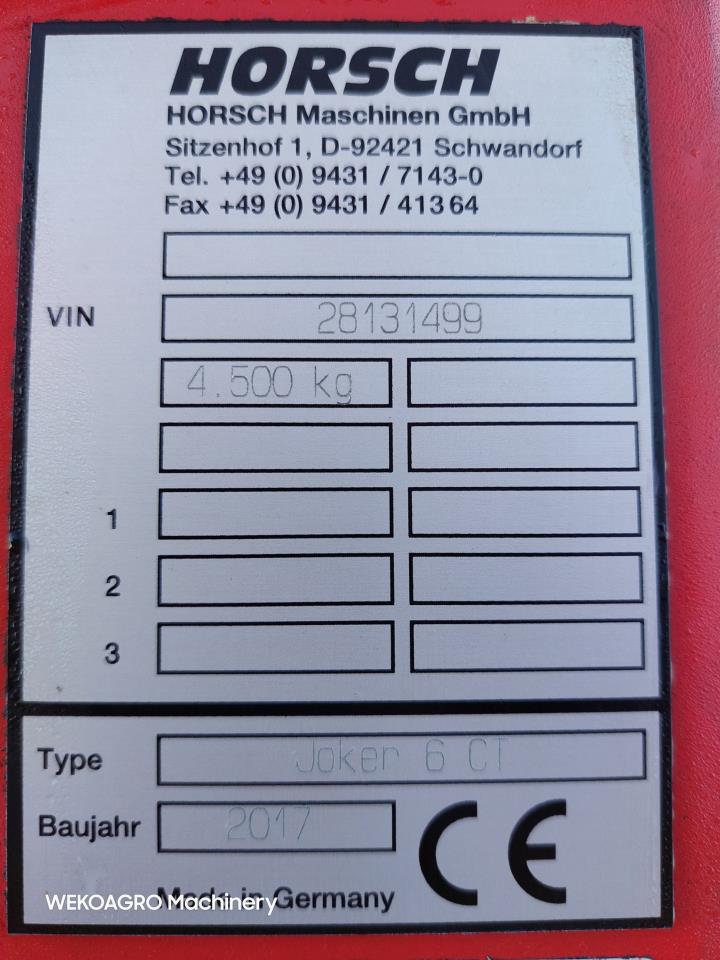 HORSCH
HORSCH Maschinen GmbH
Sitzenhof 1, D-92421 Schwandorf
Tel. +49 (0) 9431 / 7143-0
Fax +49 (0) 9431 / 41364
VIN 28131499
4.500 kg
1
2
3
Type Joker 6 CT
Baujahr 2017
CE
Made in Germany
WEKOAGRO Machinery